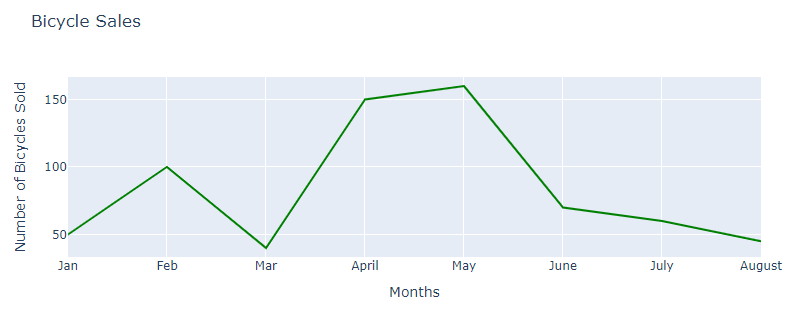 Bicycle Sales
Number of Bicycles Sold
150
100
50
Jan Feb Mar April May June July August
Months